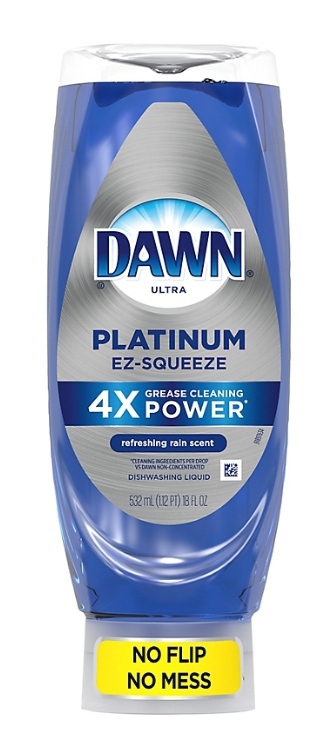 DAWN
ULTRA
PLATINUM
EZ-SQUEEZE
4X GREASE CLEANING
POWER*
refreshing rain scent
*CLEANING INGREDIENTS PER DROP
VS DAWN NON-CONCENTRATED
DISHWASHING LIQUID
532 mL (1.12 PT) 18 FL OZ
NO FLIP
NO MESS